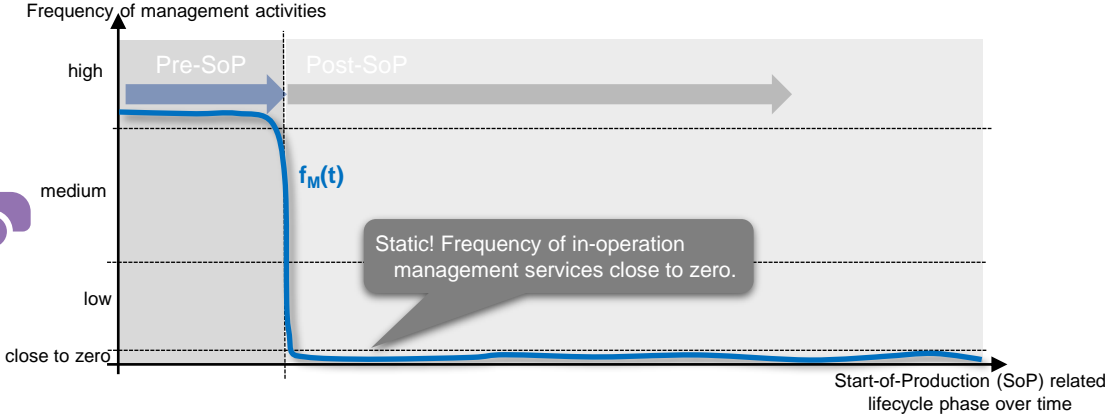 Frequency of management activities
high
Pre-SoP
Post-SoP
medium
fM(t)
Static! Frequency of in-operation
management services close to zero.
low
close to zero
Start-of-Production (SoP) related
lifecycle phase over time